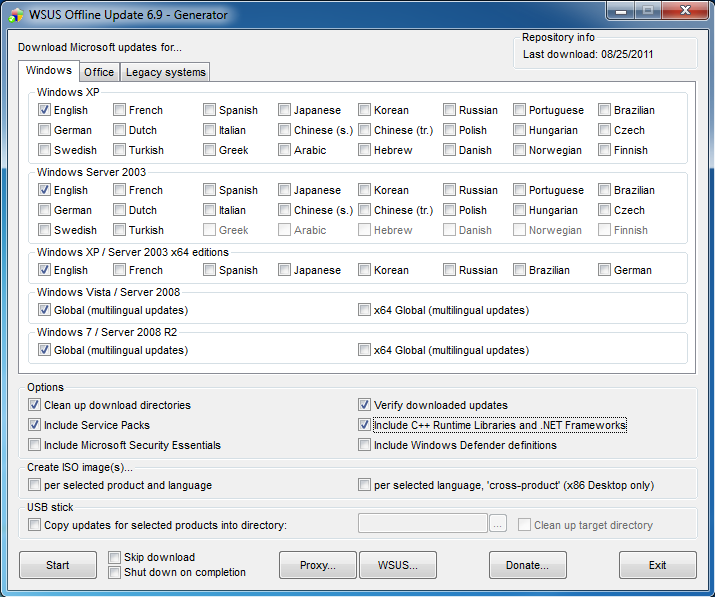 WSUS Offline Update 6.9 - Generator
Download Microsoft updates for...
Repository info
Last download: 08/25/2011
Windows Office Legacy systems
Windows XP
English French Spanish Japanese Korean Russian Portuguese Brazilian
German Dutch Italian Chinese (s.) Chinese (tr.) Polish Hungarian Czech
Swedish Turkish Greek Arabic Hebrew Danish Norwegian Finnish
Windows Server 2003
English French Spanish Japanese Korean Russian Portuguese Brazilian
German Dutch Italian Chinese (s.) Chinese (tr.) Polish Hungarian Czech
Swedish Turkish Greek Arabic Hebrew Danish Norwegian Finnish
Windows XP / Server 2003 x64 editions
English French Spanish Japanese Korean Russian Brazilian German
Windows Vista / Server 2008
Global (multilingual updates) x64 Global (multilingual updates)
Windows 7 / Server 2008 R2
Global (multilingual updates) x64 Global (multilingual updates)
Options
Clean up download directories Verify downloaded updates
Include Service Packs Include C++ Runtime Libraries and .NET Frameworks
Include Microsoft Security Essentials Include Windows Defender definitions
Create ISO image(s)...
per selected product and language per selected language, 'cross-product' (x86 Desktop only)
USB stick
Copy updates for selected products into directory: ... Clean up target directory
Start Skip download Proxy... WSUS... Donate... Exit
Shut down on completion